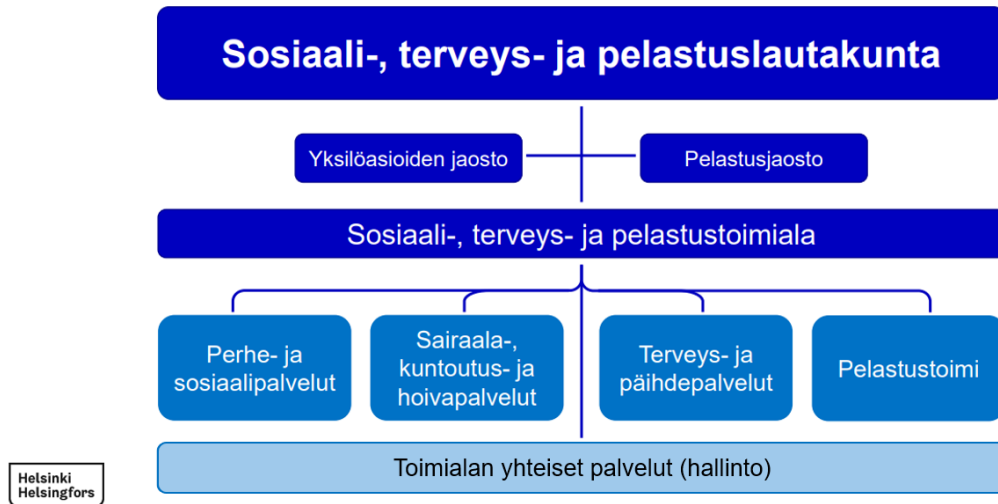 Sosiaali-, terveys- ja pelastuslautakunta
Yksilöasioiden jaosto
Pelastusjaosto
Sosiaali-, terveys- ja pelastustoimiala
Perhe- ja
sosiaalipalvelut
Sairaala-,
kuntoutus- ja
hoivapalvelut
Terveys- ja
päihdepalvelut
Pelastustoimi
Toimialan yhteiset palvelut (hallinto)
Helsinki
Helsingfors